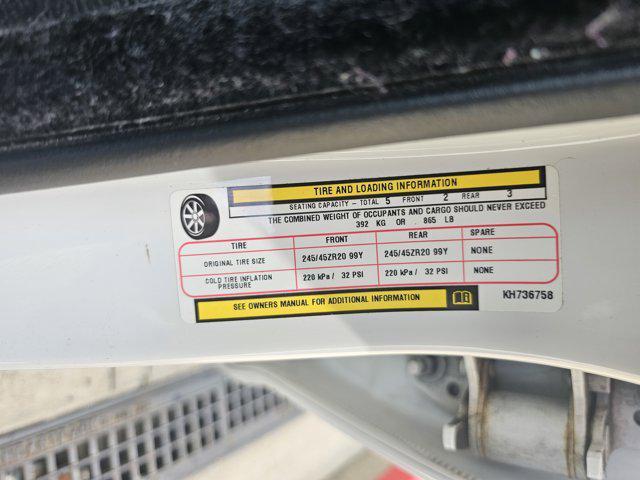 TIRE AND LOADING INFORMATION
SEATING CAPACITY - TOTAL 5 FRONT 2 REAR 3
THE COMBINED WEIGHT OF OCCUPANTS AND CARGO SHOULD NEVER EXCEED
392 KG OR 865 LB
TIRE FRONT REAR SPARE
ORIGINAL TIRE SIZE 245/45ZR20 99Y 245/45ZR20 99Y NONE
COLD TIRE INFLATION PRESSURE 220 kPa / 32 PSI 220 kPa / 32 PSI NONE
SEE OWNERS MANUAL FOR ADDITIONAL INFORMATION
KH736758